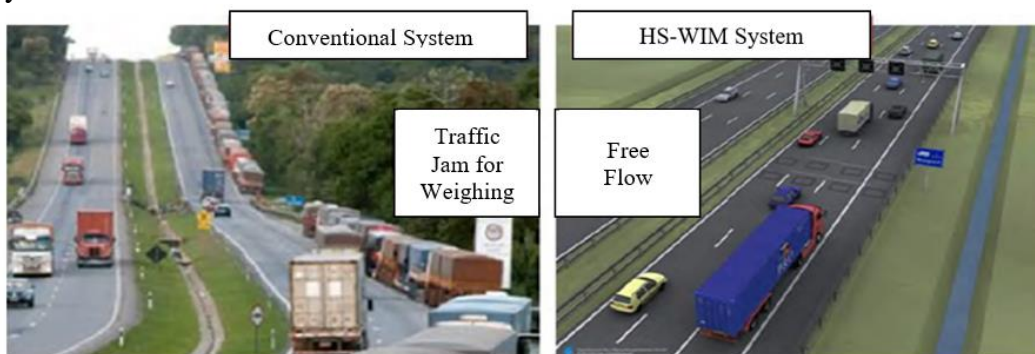 Conventional System
HS-WIM System
Traffic
Jam for
Weighing
Free
Flow